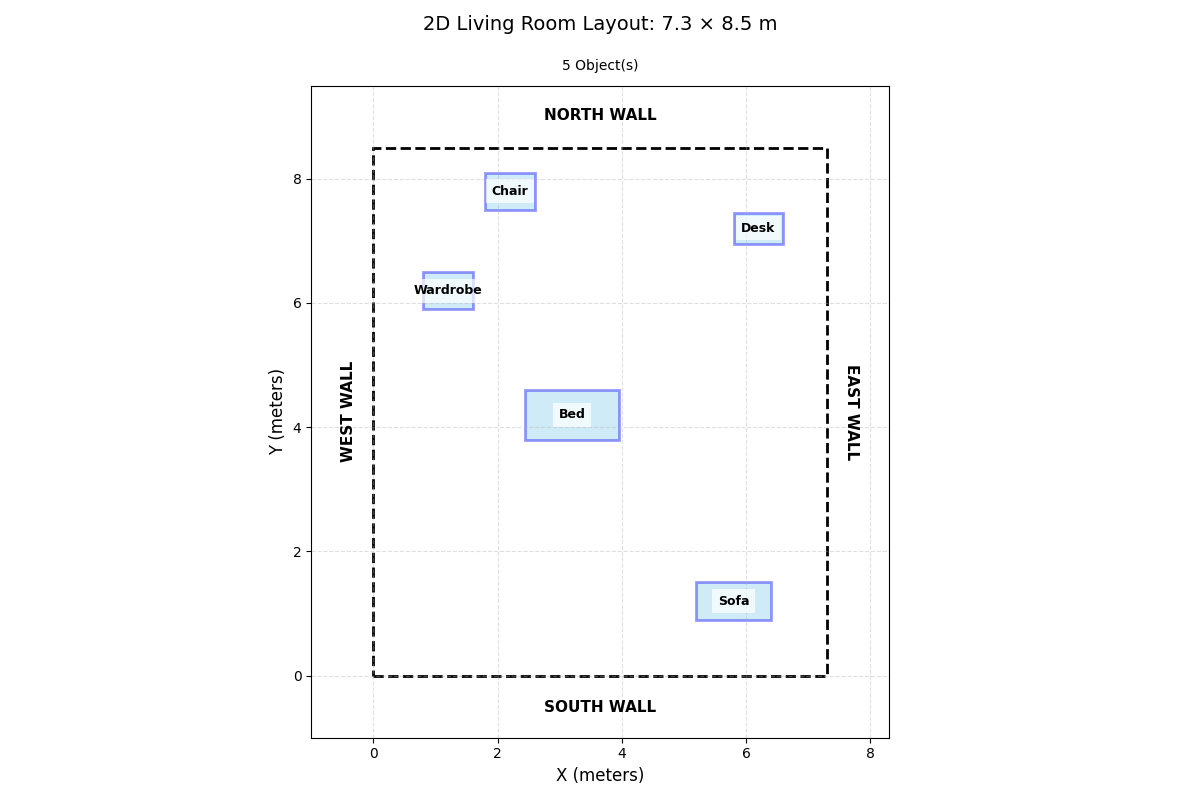 2D Living Room Layout: 7.3 × 8.5 m
5 Object(s)
NORTH WALL
Chair
Desk
Wardrobe
Bed
Sofa
WEST WALL
EAST WALL
SOUTH WALL
Y (meters)
8
6
4
2
0
0
2
4
6
8
X (meters)